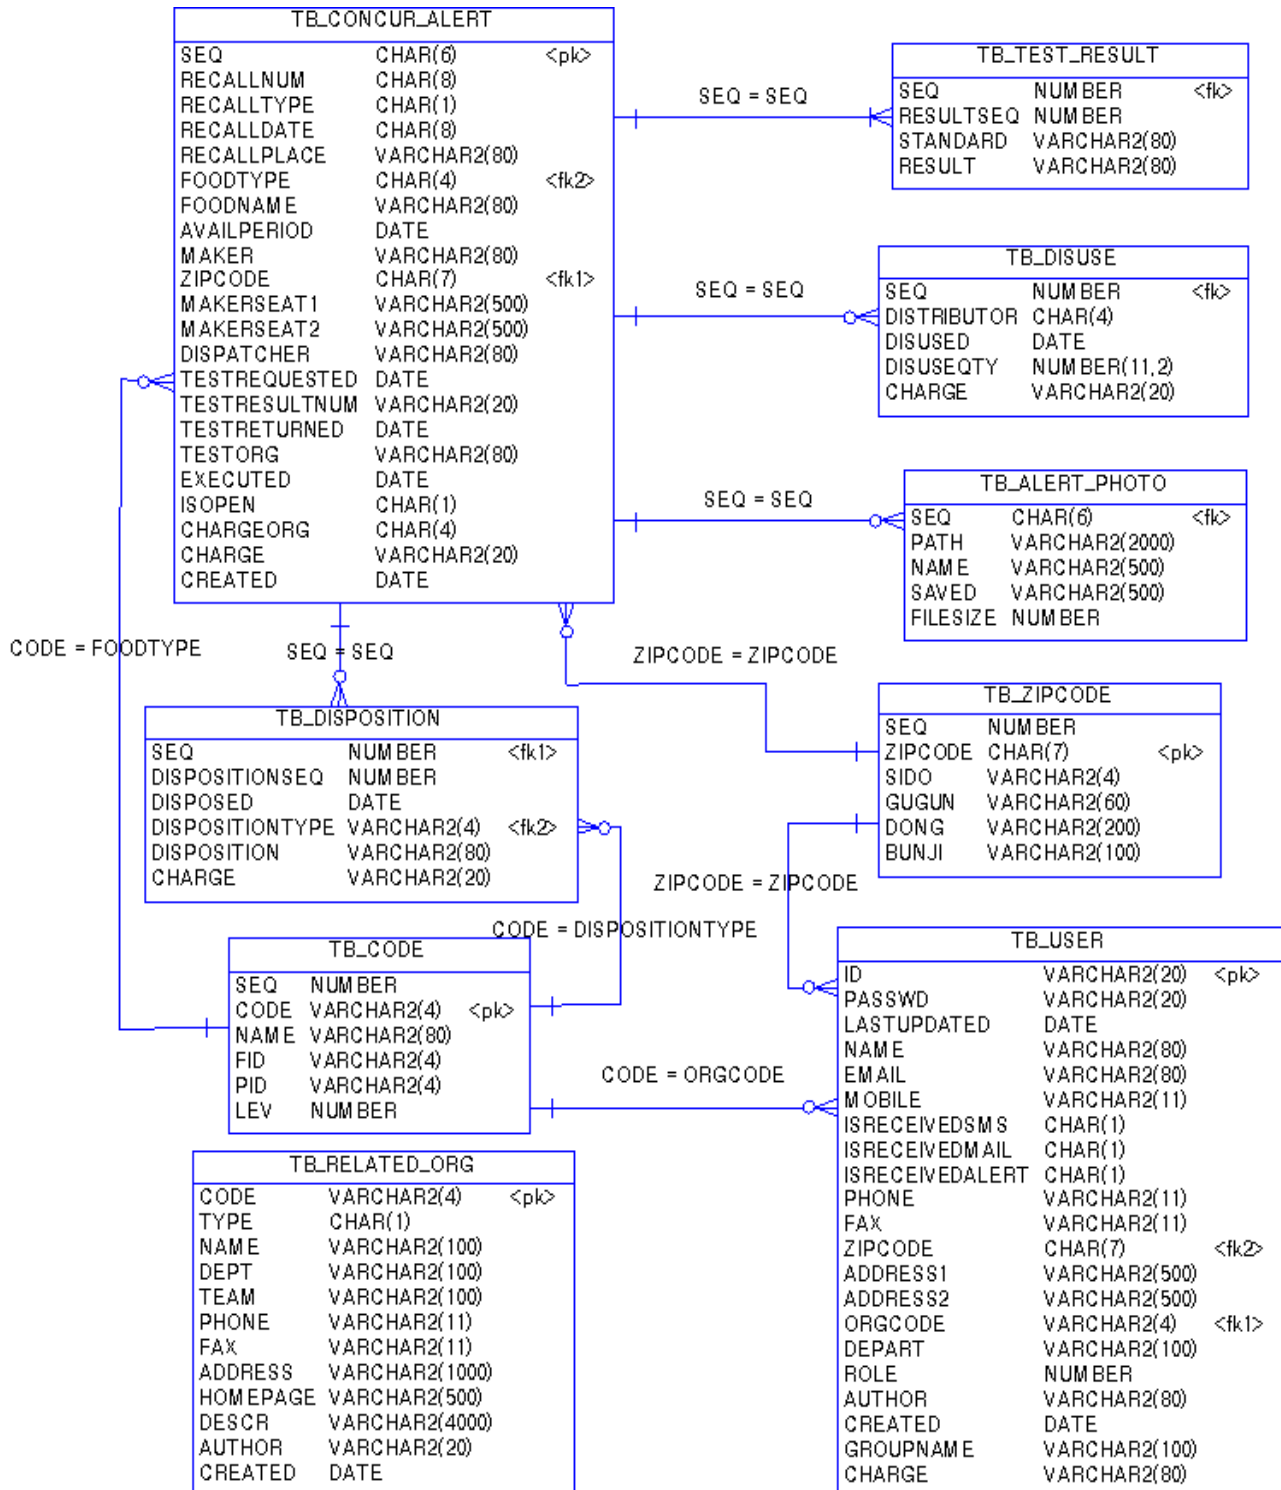 TB_CONCUR_ALERT
SEQ CHAR(6) <pk>
RECALLNUM CHAR(8)
RECALLTYPE CHAR(1)
RECALLDATE CHAR(8)
RECALLPLACE VARCHAR2(80)
FOODTYPE CHAR(4) <fk2>
FOODNAME VARCHAR2(80)
AVAILPERIOD DATE
MAKER VARCHAR2(80)
ZIPCODE CHAR(7) <fk1>
MAKERSEAT1 VARCHAR2(500)
MAKERSEAT2 VARCHAR2(500)
DISPATCHER VARCHAR2(80)
TESTREQUESTED DATE
TESTRESULTNUM VARCHAR2(20)
TESTRETURNED DATE
TESTORG VARCHAR2(80)
EXECUTED DATE
ISOPEN CHAR(1)
CHARGEORG CHAR(4)
CHARGE VARCHAR2(20)
CREATED DATE
SEQ = SEQ
TB_TEST_RESULT
SEQ NUMBER <fk>
RESULTSEQ NUMBER
STANDARD VARCHAR2(80)
RESULT VARCHAR2(80)
SEQ = SEQ
TB_DISUSE
SEQ NUMBER <fk>
DISTRIBUTOR CHAR(4)
DISUSED DATE
DISUSEQTY NUMBER(11,2)
CHARGE VARCHAR2(20)
SEQ = SEQ
TB_ALERT_PHOTO
SEQ CHAR(6) <fk>
PATH VARCHAR2(2000)
NAME VARCHAR2(500)
SAVED VARCHAR2(500)
FILESIZE NUMBER
CODE = FOODTYPE
SEQ = SEQ
ZIPCODE = ZIPCODE
TB_DISPOSITION
SEQ NUMBER <fk1>
DISPOSITIONSEQ NUMBER
DISPOSED DATE
DISPOSITIONTYPE VARCHAR2(4) <fk2>
DISPOSITION VARCHAR2(80)
CHARGE VARCHAR2(20)
TB_ZIPCODE
SEQ NUMBER
ZIPCODE CHAR(7) <pk>
SIDO VARCHAR2(4)
GUGUN VARCHAR2(60)
DONG VARCHAR2(200)
BUNJI VARCHAR2(100)
ZIPCODE = ZIPCODE
CODE = DISPOSITIONTYPE
TB_CODE
SEQ NUMBER
CODE VARCHAR2(4) <pk>
NAME VARCHAR2(80)
FID VARCHAR2(4)
PID VARCHAR2(4)
LEV NUMBER
CODE = ORGCODE
TB_USER
ID VARCHAR2(20) <pk>
PASSWD VARCHAR2(20)
LASTUPDATED DATE
NAME VARCHAR2(80)
EMAIL VARCHAR2(80)
MOBILE VARCHAR2(11)
ISRECEIVEDSMS CHAR(1)
ISRECEIVEDMAIL CHAR(1)
ISRECEIVEDALERT CHAR(1)
PHONE VARCHAR2(11)
FAX VARCHAR2(11)
ZIPCODE CHAR(7) <fk2>
ADDRESS1 VARCHAR2(500)
ADDRESS2 VARCHAR2(500)
ORGCODE VARCHAR2(4) <fk1>
DEPART VARCHAR2(100)
ROLE NUMBER
AUTHOR VARCHAR2(80)
CREATED DATE
GROUPNAME VARCHAR2(100)
CHARGE VARCHAR2(80)
TB_RELATED_ORG
CODE VARCHAR2(4) <pk>
TYPE CHAR(1)
NAME VARCHAR2(100)
DEPT VARCHAR2(100)
TEAM VARCHAR2(100)
PHONE VARCHAR2(11)
FAX VARCHAR2(11)
ADDRESS VARCHAR2(1000)
HOMEPAGE VARCHAR2(500)
DESCR VARCHAR2(4000)
AUTHOR VARCHAR2(20)
CREATED DATE